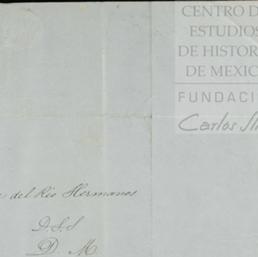 CENTRO D
ESTUDIOS
DE HISTOR
DE MEXIC
FUNDACI
Carlos Sli
del Río Hermanos
D. M